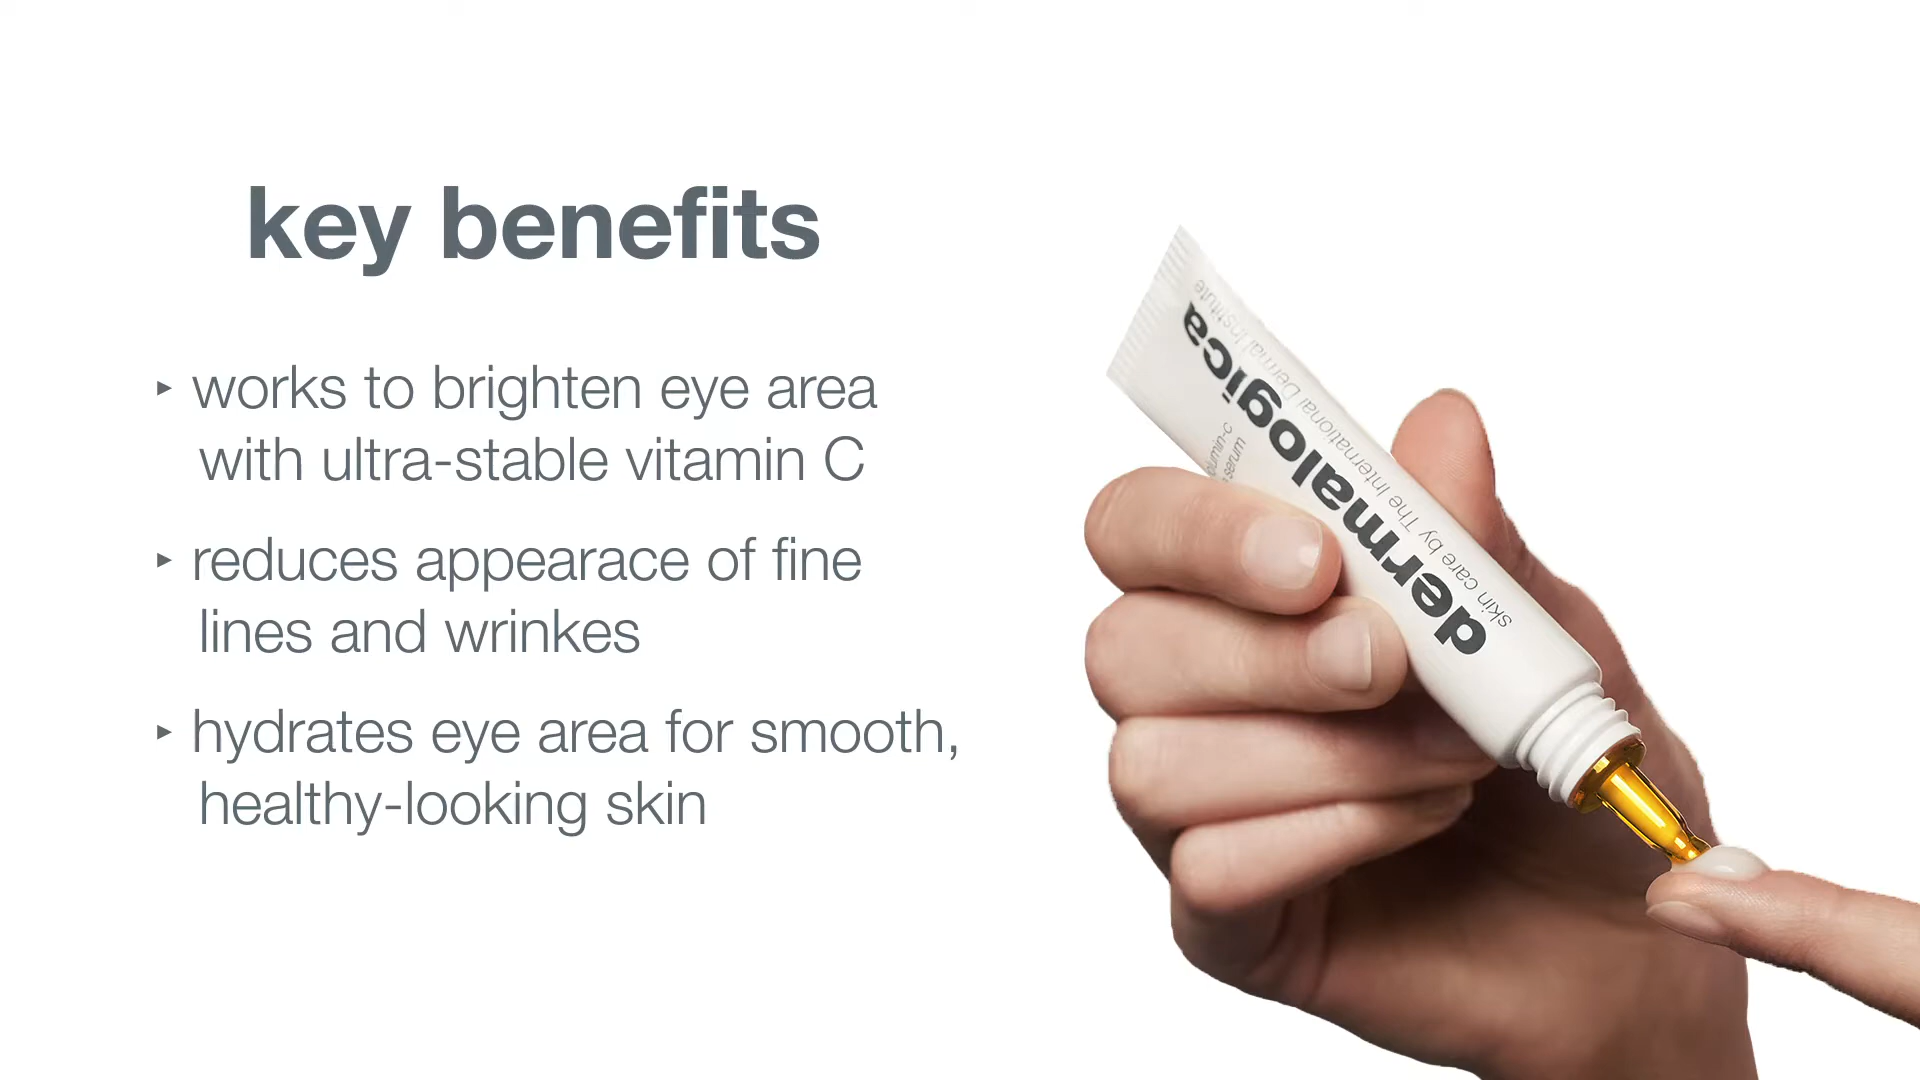 key benefits
‣ works to brighten eye area
with ultra-stable vitamin C
‣ reduces appearace of fine
lines and wrinkes
‣ hydrates eye area for smooth,
healthy-looking skin
dermalogica
skin care by The International Dermal Institute
serum